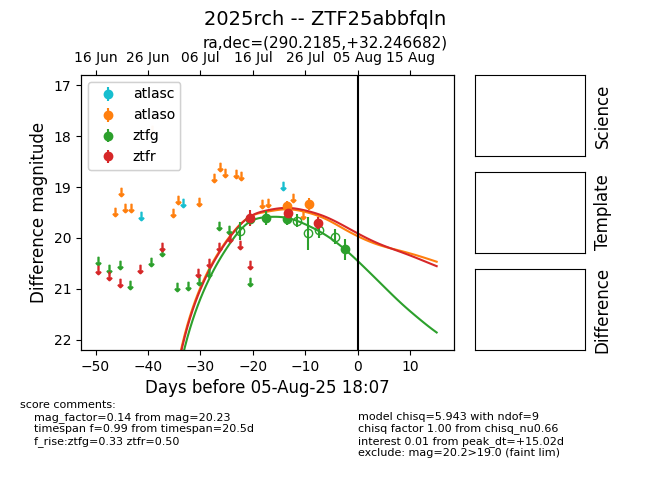 2025rch -- ZTF25abbfqln
ra,dec=(290.2185,+32.246682)
16 Jun 26 Jun 06 Jul 16 Jul 26 Jul 05 Aug 15 Aug
17
18
19
20
21
22
Difference magnitude
atlasc
atlaso
ztfg
ztfr
−50 −40 −30 −20 −10 0 10
Days before 05-Aug-25 18:07
Science
Template
Difference
score comments:
mag_factor=0.14 from mag=20.23
timespan f=0.99 from timespan=20.5d
f_rise:ztfg=0.33 ztfr=0.50
model chisq=5.943 with ndof=9
chisq factor 1.00 from chisq_nu0.66
interest 0.01 from peak_dt=+15.02d
exclude: mag=20.2>19.0 (faint lim)